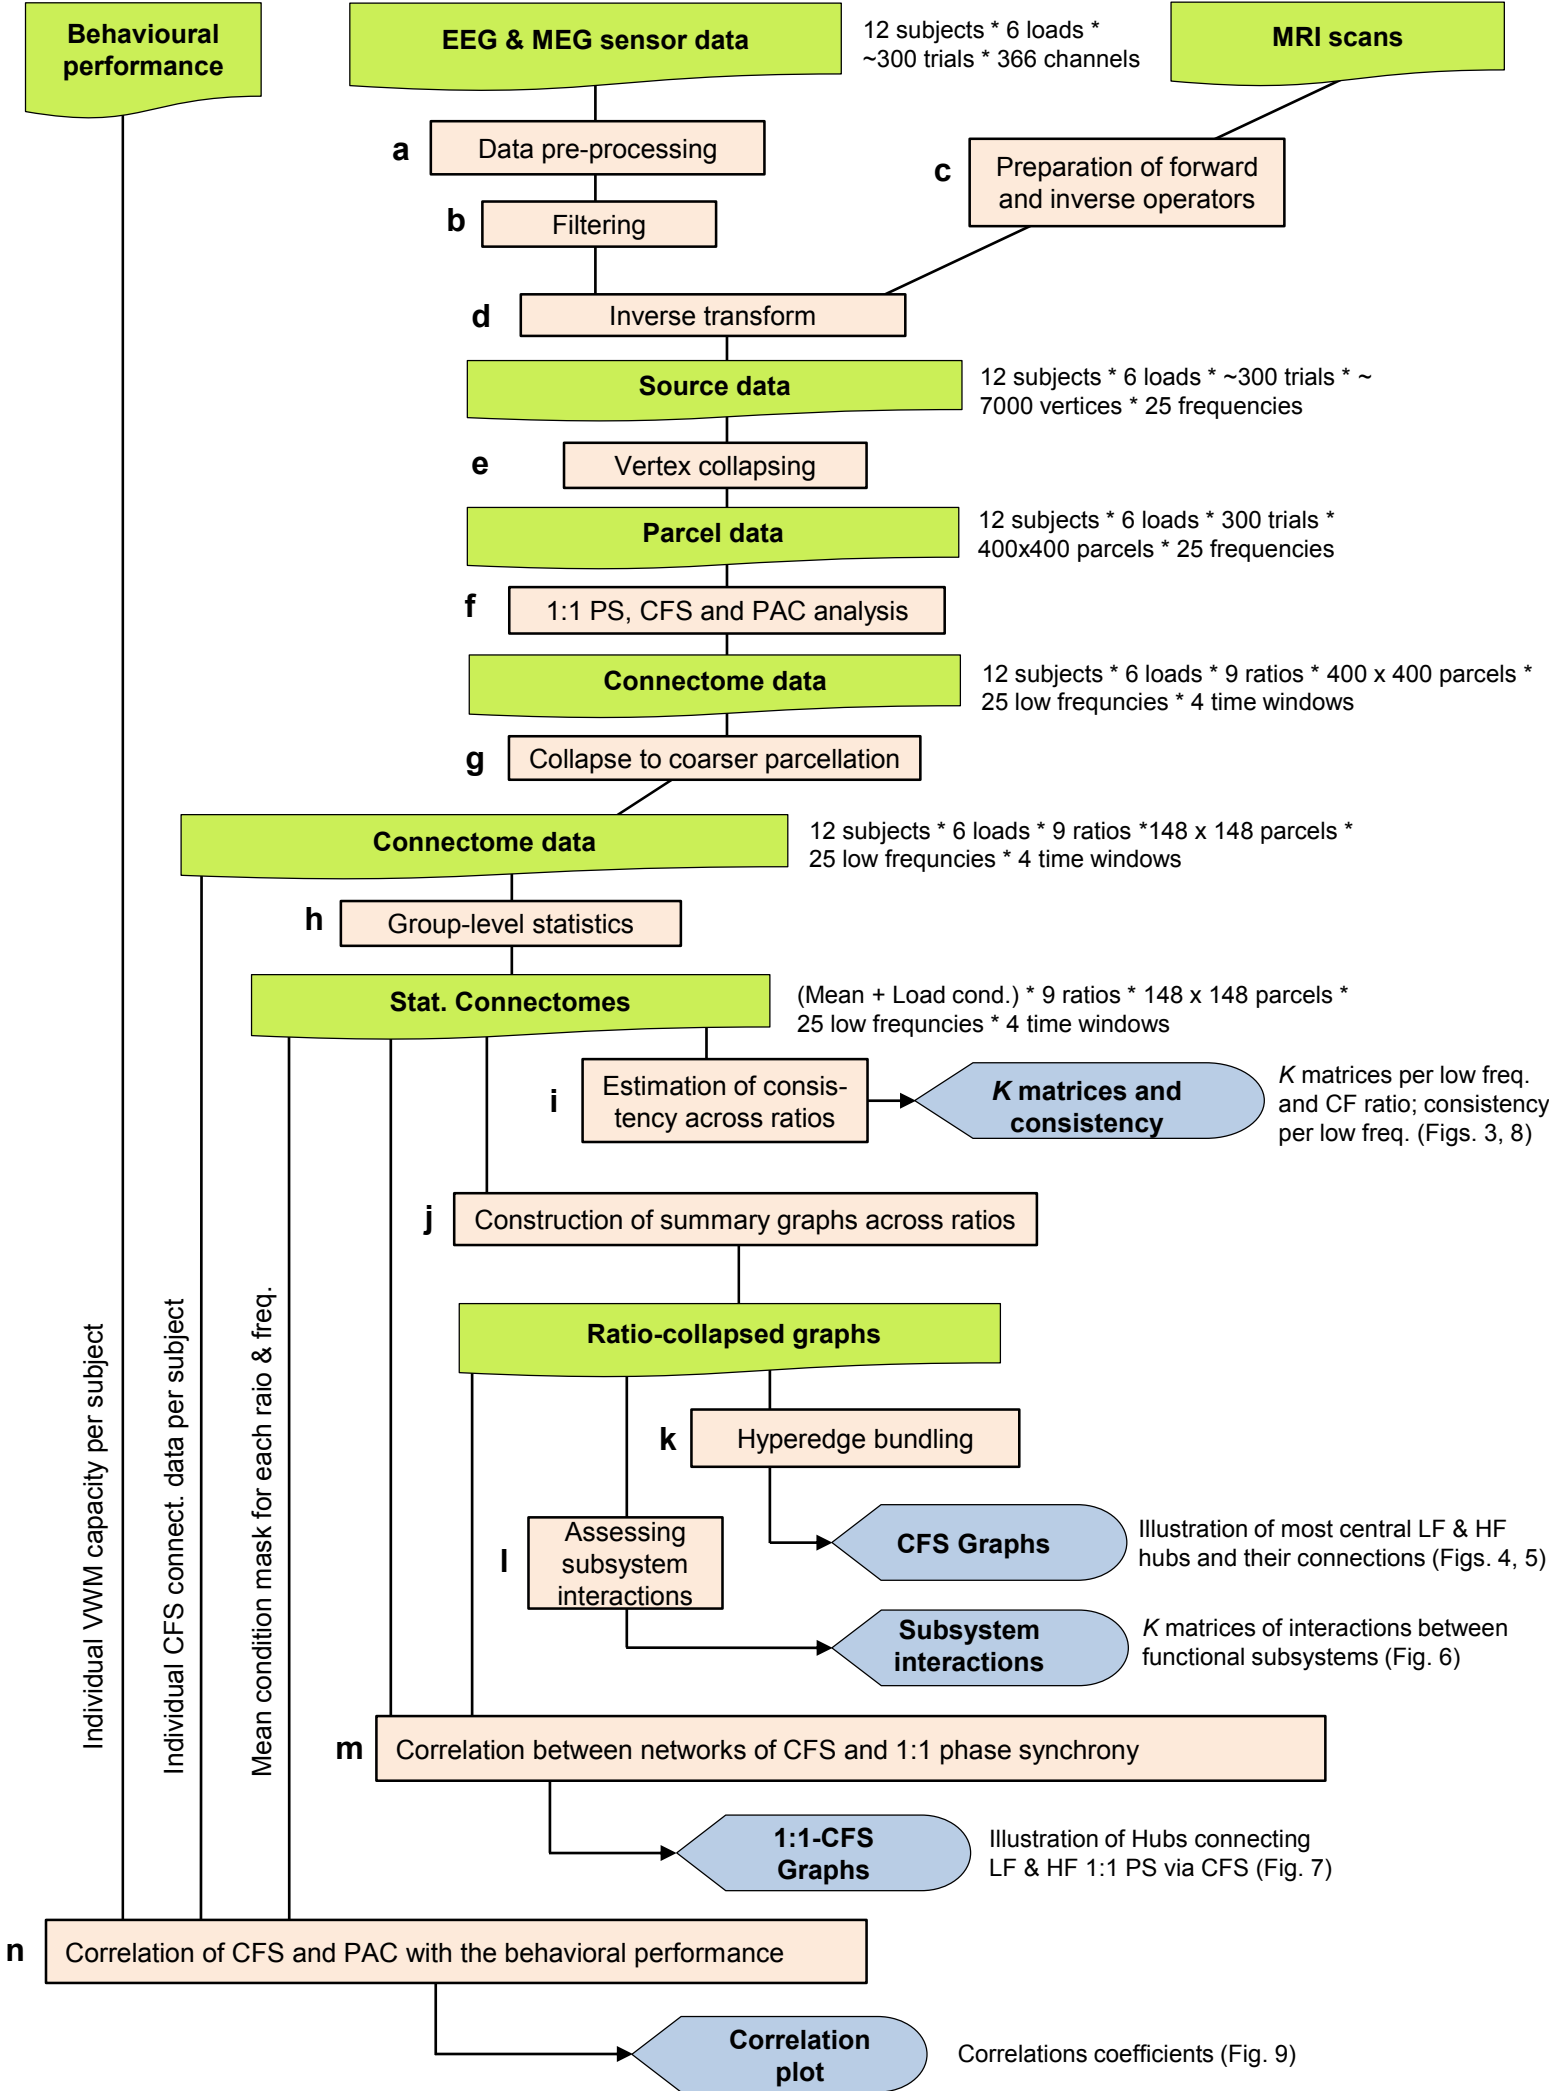 Behavioural
performance
EEG & MEG sensor data
12 subjects * 6 loads *
~300 trials * 366 channels
MRI scans
a
Data pre-processing
c
Preparation of forward
and inverse operators
b
Filtering
d
Inverse transform
Source data
12 subjects * 6 loads * ~300 trials * ~
7000 vertices * 25 frequencies
e
Vertex collapsing
Parcel data
12 subjects * 6 loads * 300 trials *
400x400 parcels * 25 frequencies
f
1:1 PS, CFS and PAC analysis
Connectome data
12 subjects * 6 loads * 9 ratios * 400 x 400 parcels *
25 low frequncies * 4 time windows
g
Collapse to coarser parcellation
Connectome data
12 subjects * 6 loads * 9 ratios *148 x 148 parcels *
25 low frequncies * 4 time windows
h
Group-level statistics
Stat. Connectomes
(Mean + Load cond.) * 9 ratios * 148 x 148 parcels *
25 low frequncies * 4 time windows
i
Estimation of consis-
tency across ratios
K matrices and
consistency
K matrices per low freq.
and CF ratio; consistency
per low freq. (Figs. 3, 8)
j
Construction of summary graphs across ratios
Ratio-collapsed graphs
k
Hyperedge bundling
CFS Graphs
Illustration of most central LF & HF
hubs and their connections (Figs. 4, 5)
l
Assessing
subsystem
interactions
Subsystem
interactions
K matrices of interactions between
functional subsystems (Fig. 6)
Individual VWM capacity per subject
Individual CFS connect. data per subject
Mean condition mask for each raio & freq.
m
Correlation between networks of CFS and 1:1 phase synchrony
1:1-CFS
Graphs
Illustration of Hubs connecting
LF & HF 1:1 PS via CFS (Fig. 7)
n
Correlation of CFS and PAC with the behavioral performance
Correlation
plot
Correlations coefficients (Fig. 9)